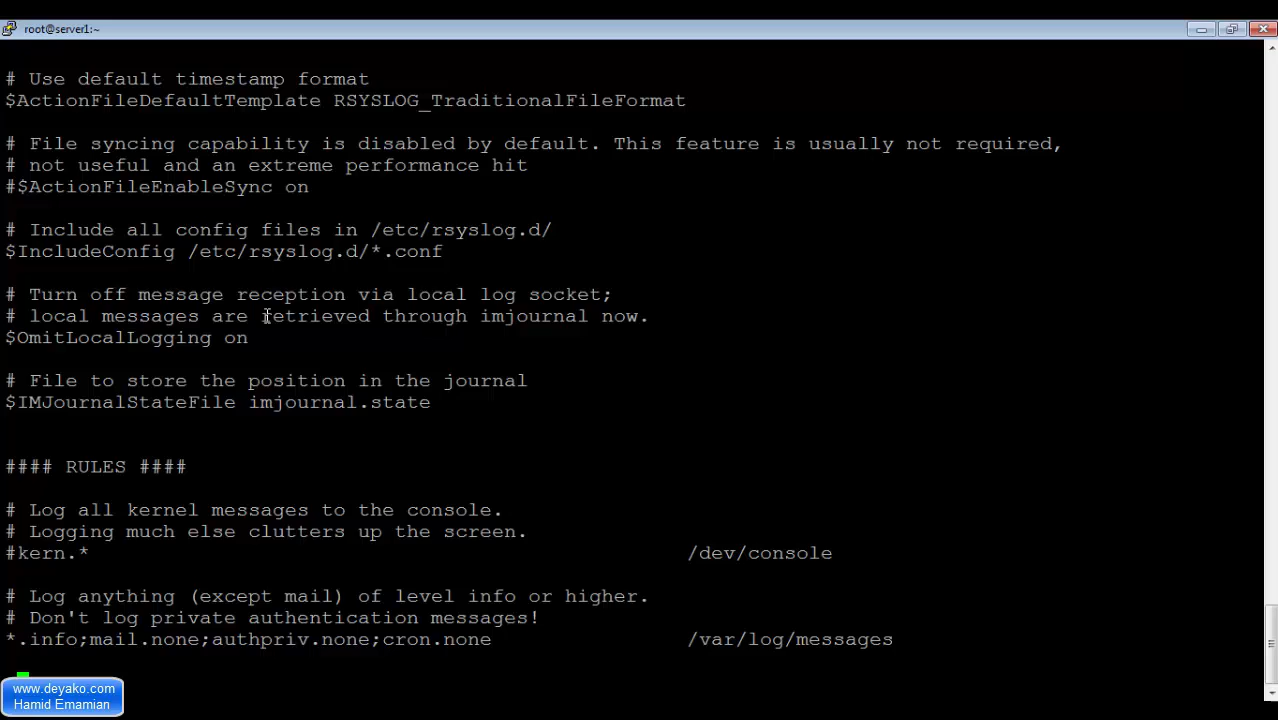 root@server1:~
# Use default timestamp format
$ActionFileDefaultTemplate RSYSLOG_TraditionalFileFormat
# File syncing capability is disabled by default. This feature is usually not required,
# not useful and an extreme performance hit
#$ActionFileEnableSync on
# Include all config files in /etc/rsyslog.d/
$IncludeConfig /etc/rsyslog.d/*.conf
# Turn off message reception via local log socket;
# local messages are retrieved through imjournal now.
$OmitLocalLogging on
# File to store the position in the journal
$IMJournalStateFile imjournal.state
#### RULES ####
# Log all kernel messages to the console.
# Logging much else clutters up the screen.
#kern.* /dev/console
# Log anything (except mail) of level info or higher.
# Don't log private authentication messages!
*.info;mail.none;authpriv.none;cron.none /var/log/messages
www.deyako.com
Hamid Emamian